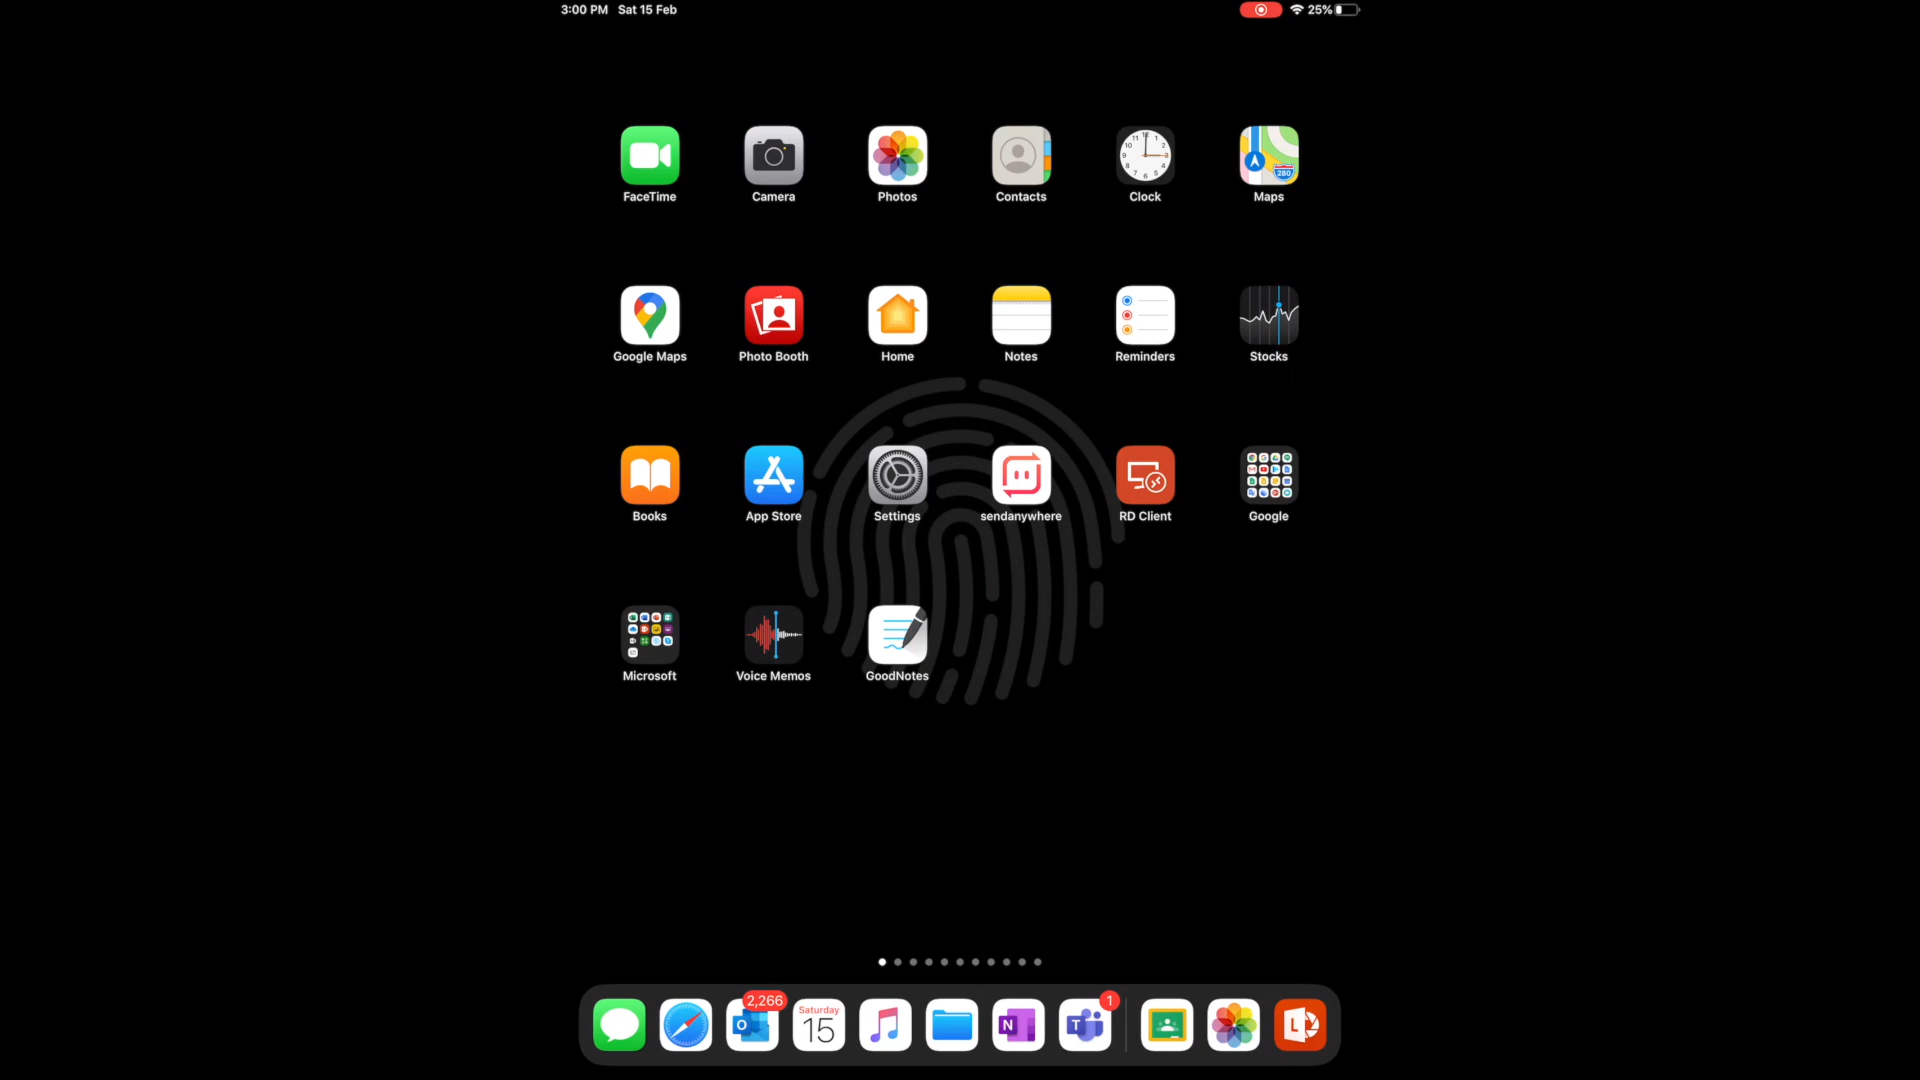 3:00 PM Sat 15 Feb
25%
FaceTime Camera Photos Contacts Clock Maps
Google Maps Photo Booth Home Notes Reminders Stocks
Books App Store Settings sendanywhere RD Client Google
Microsoft Voice Memos GoodNotes
2,266
Saturday
15
1